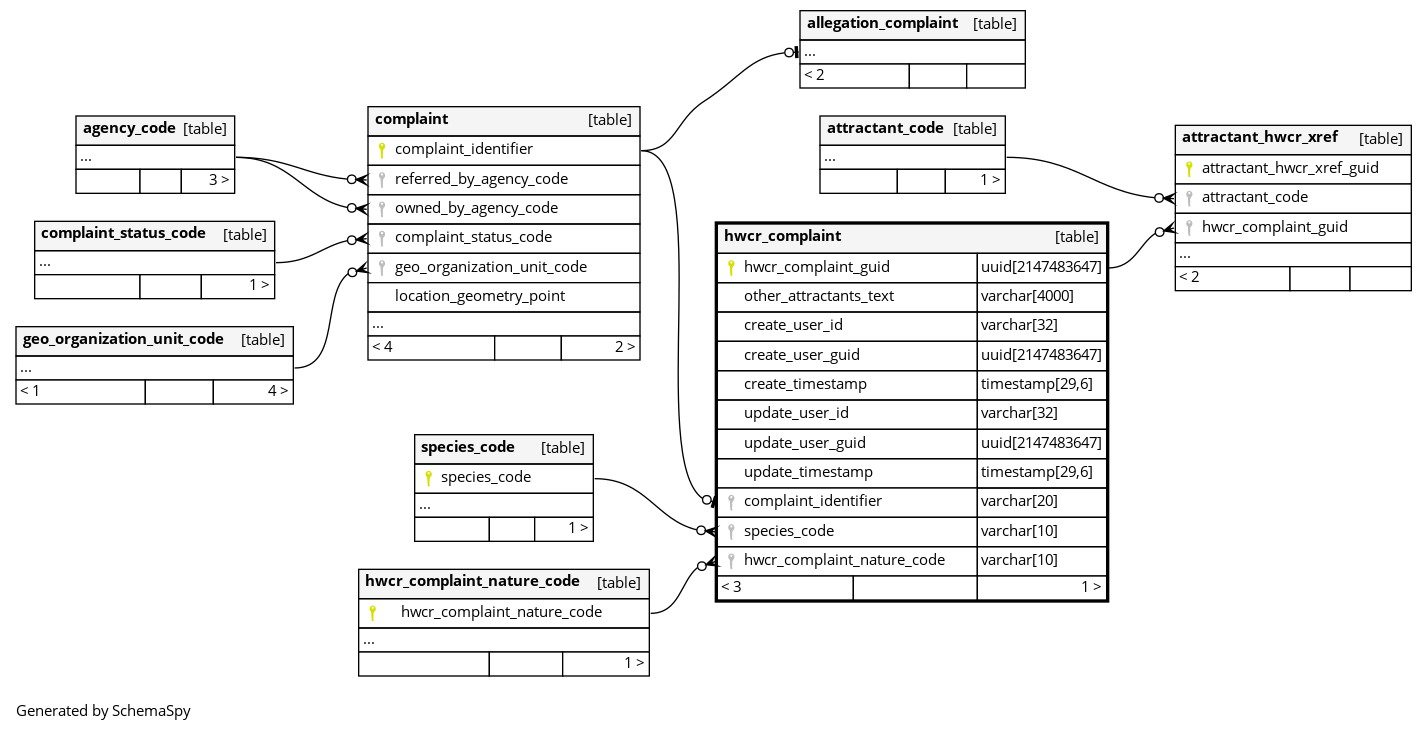 allegation_complaint [table]
...
< 2
agency_code [table]
...
3 >
complaint [table]
complaint_identifier
referred_by_agency_code
owned_by_agency_code
complaint_status_code
geo_organization_unit_code
location_geometry_point
...
< 4 2 >
attractant_code [table]
...
1 >
attractant_hwcr_xref [table]
attractant_hwcr_xref_guid
attractant_code
hwcr_complaint_guid
...
< 2
complaint_status_code [table]
...
1 >
hwcr_complaint [table]
hwcr_complaint_guid uuid[2147483647]
other_attractants_text varchar[4000]
create_user_id varchar[32]
create_user_guid uuid[2147483647]
create_timestamp timestamp[29,6]
update_user_id varchar[32]
update_user_guid uuid[2147483647]
update_timestamp timestamp[29,6]
complaint_identifier varchar[20]
species_code varchar[10]
hwcr_complaint_nature_code varchar[10]
< 3 1 >
geo_organization_unit_code [table]
...
< 1 4 >
species_code [table]
species_code
...
1 >
hwcr_complaint_nature_code [table]
hwcr_complaint_nature_code
...
1 >
Generated by SchemaSpy